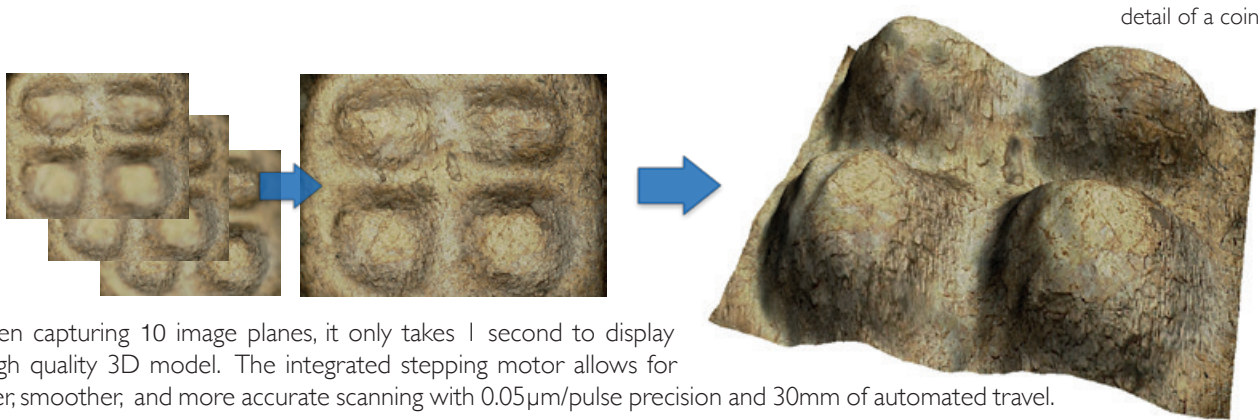 detail of a coin
en capturing 10 image planes, it only takes 1 second to display
gh quality 3D model. The integrated stepping motor allows for
er, smoother, and more accurate scanning with 0.05µm/pulse precision and 30mm of automated travel.